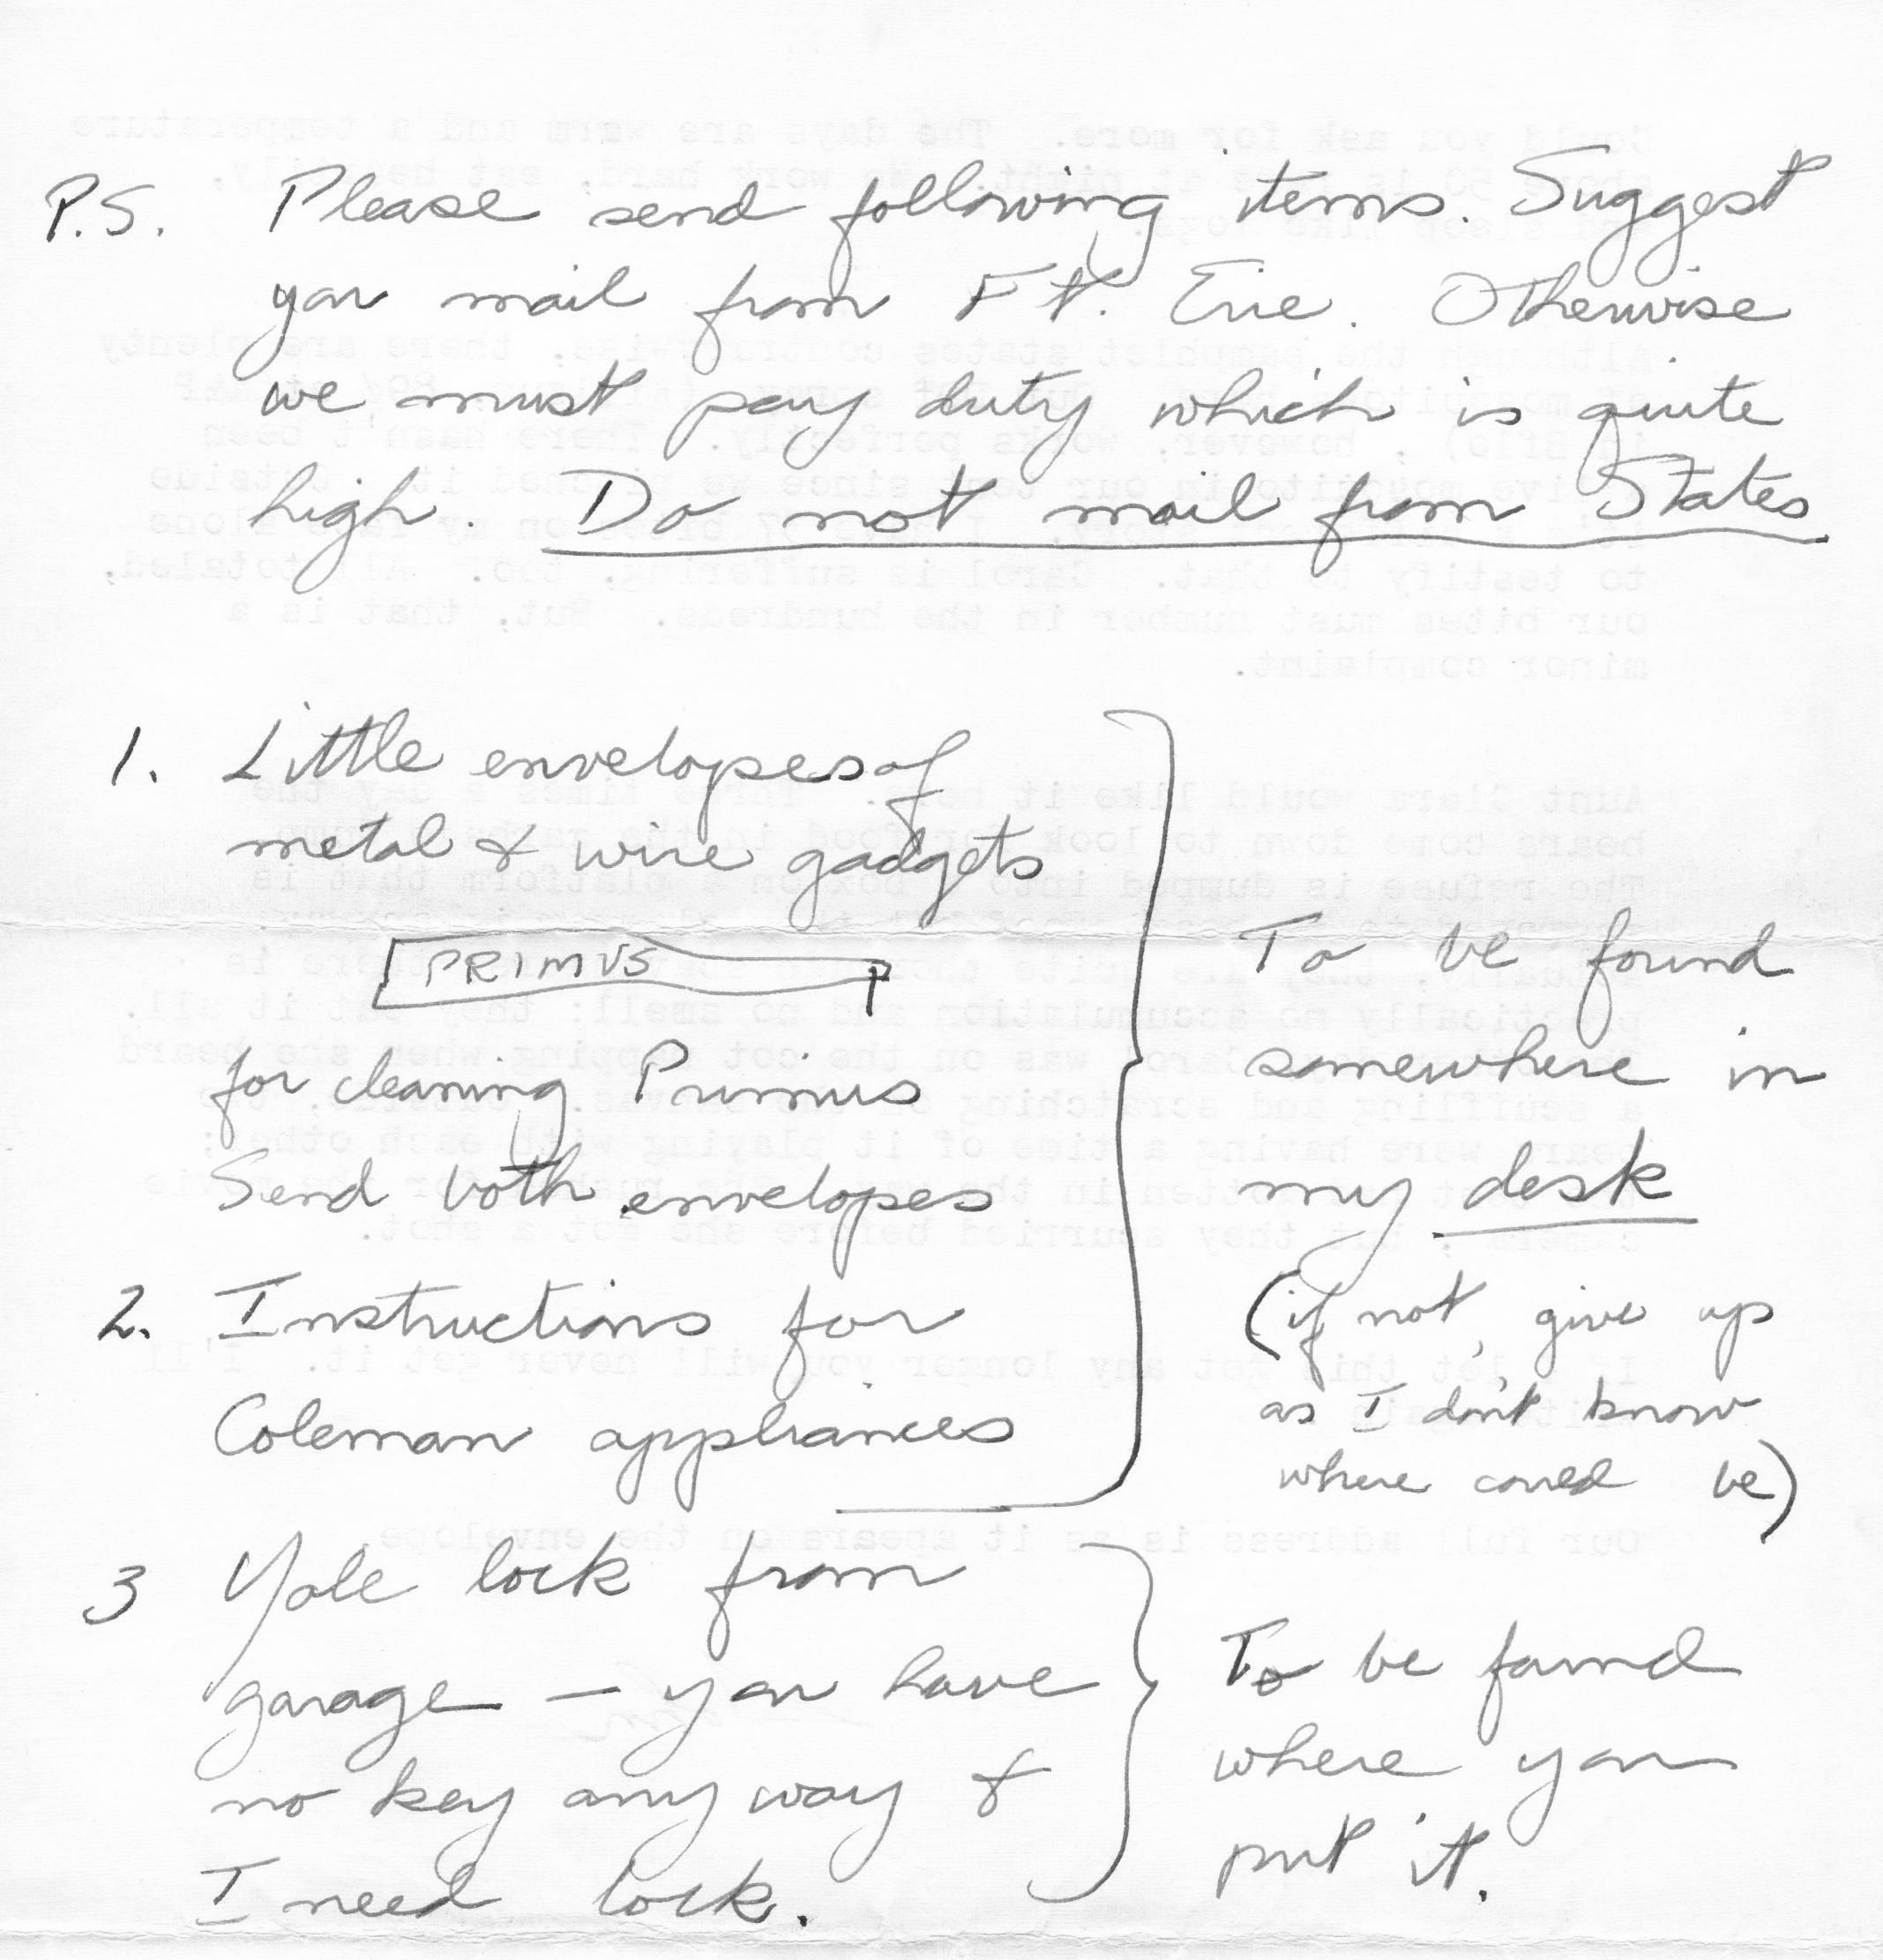 P.S. Please send following items. Suggest
you mail from Ft. Erie. Otherwise
we must pay duty which is quite
high. Do not mail from States
1. Little envelopes of
metal & wire gadgets
PRIMUS
for cleaning Primus
Send both envelopes
2. Instructions for
Coleman appliances
To be found
somewhere in
my desk
(if not, give up
as I don't know
where could be)
3 Yale lock from
garage — you have
no key any way &
I need lock.
To be found
where you
put it.